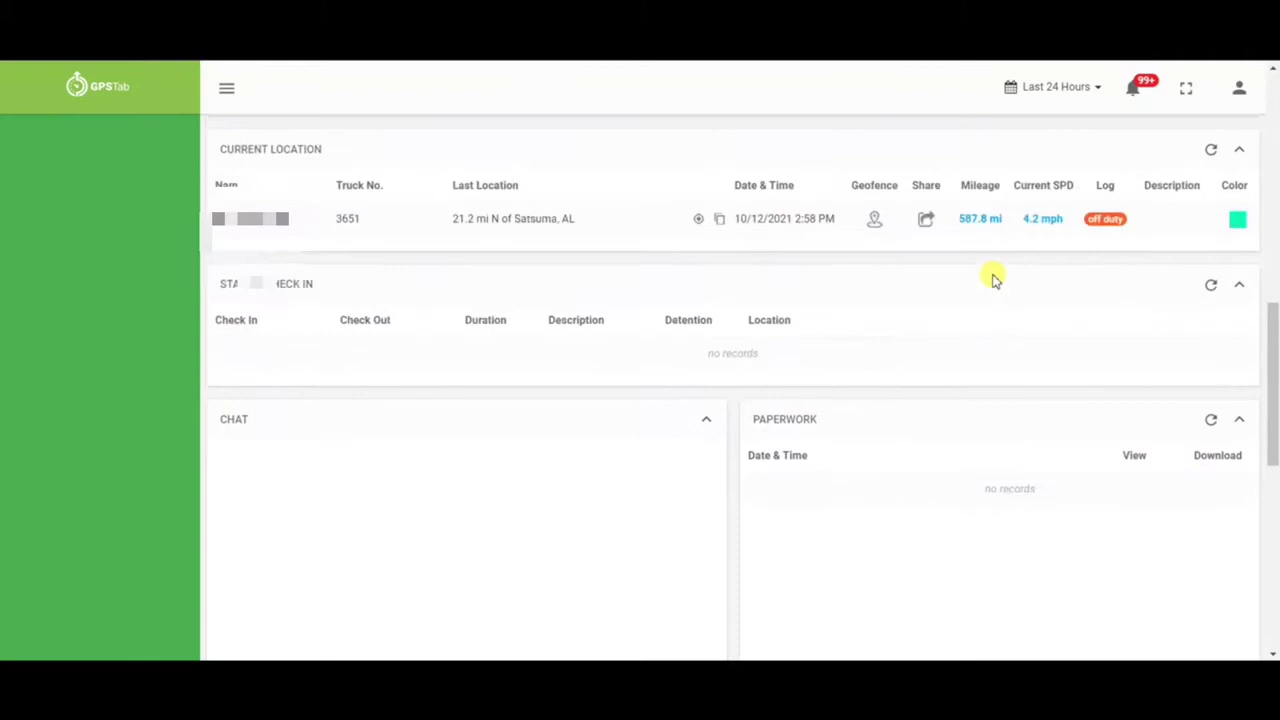 GPSTab
Last 24 Hours
99+
CURRENT LOCATION
Truck No. Last Location Date & Time Geofence Share Mileage Current SPD Log Description Color
3651 21.2 mi N of Satsuma, AL 10/12/2021 2:58 PM 587.8 mi 4.2 mph off duty
Check In Check Out Duration Description Detention Location
no records
CHAT
PAPERWORK
Date & Time View Download
no records